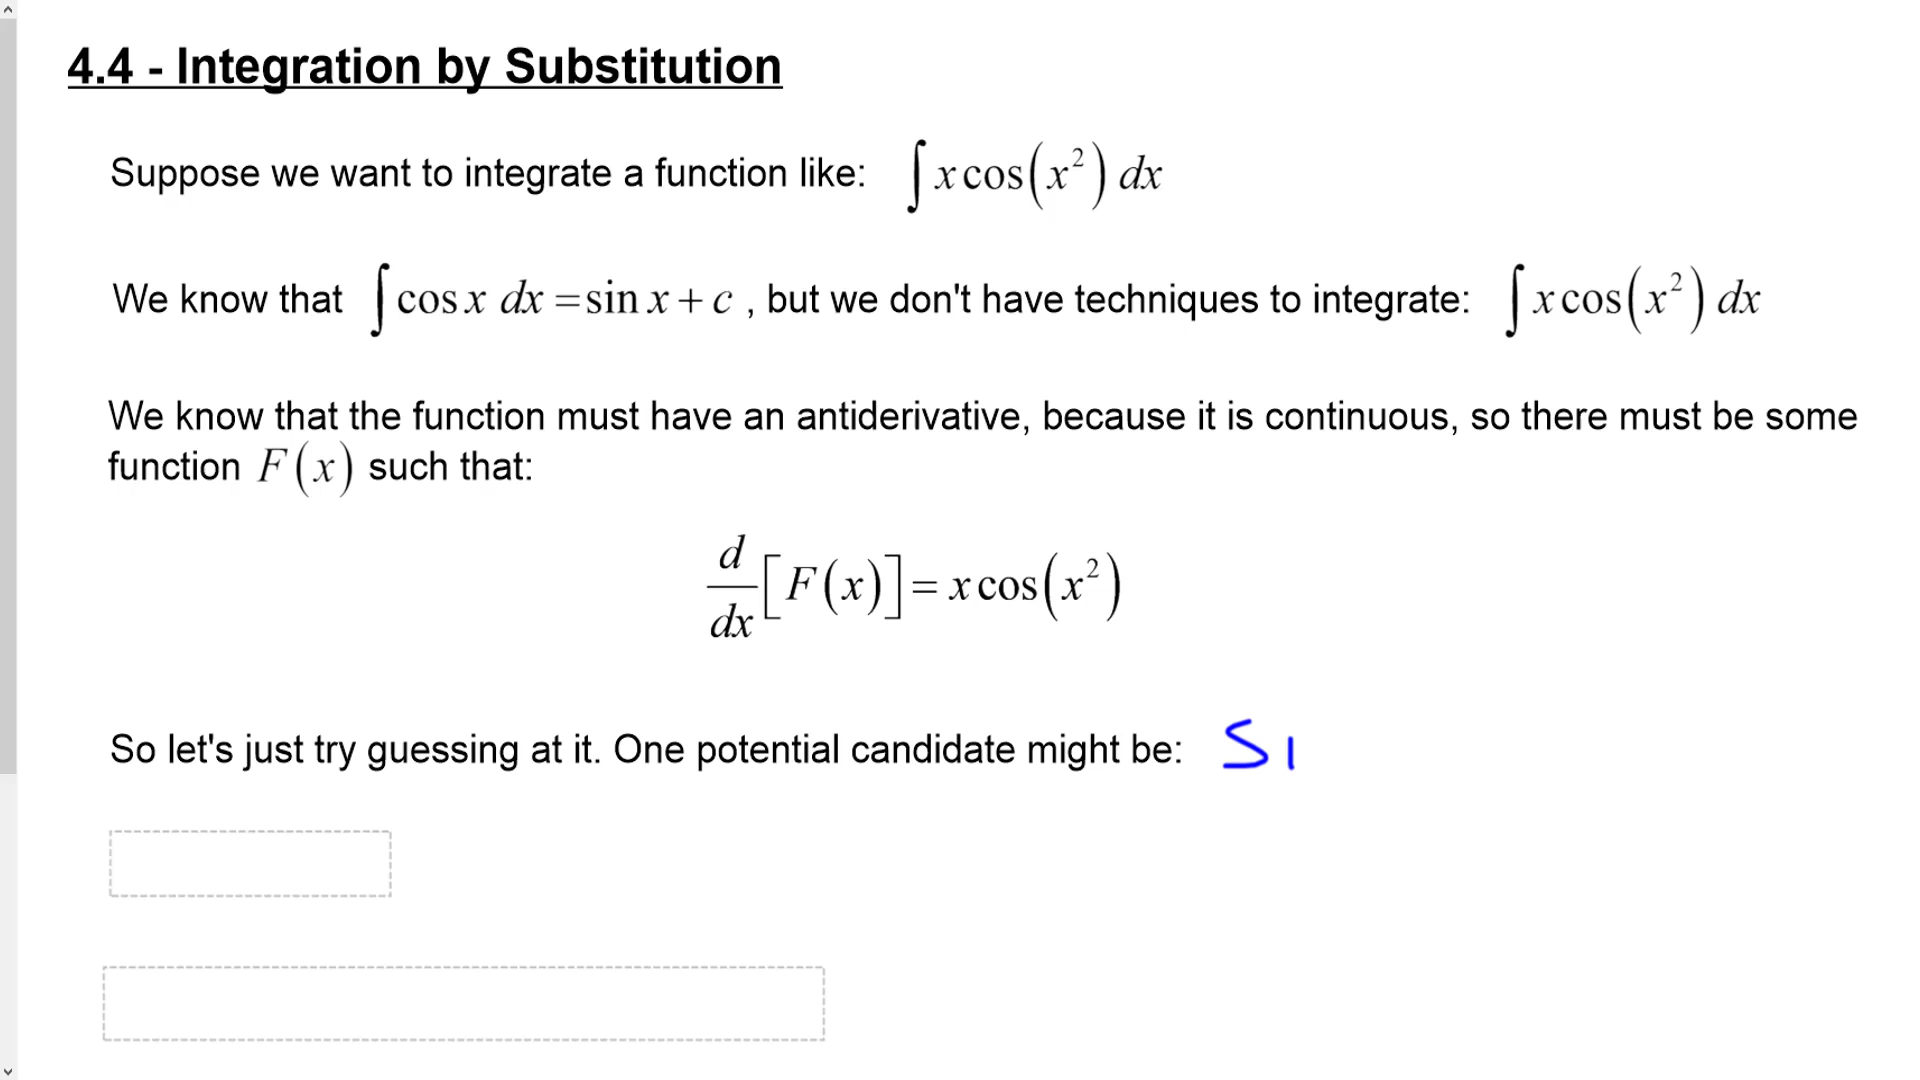 4.4 - Integration by Substitution
Suppose we want to integrate a function like: ∫ x cos(x²) dx
We know that ∫ cos x dx = sin x + c , but we don't have techniques to integrate: ∫ x cos(x²) dx
We know that the function must have an antiderivative, because it is continuous, so there must be some
function F(x) such that:
d/dx [F(x)] = x cos(x²)
So let's just try guessing at it. One potential candidate might be: SI